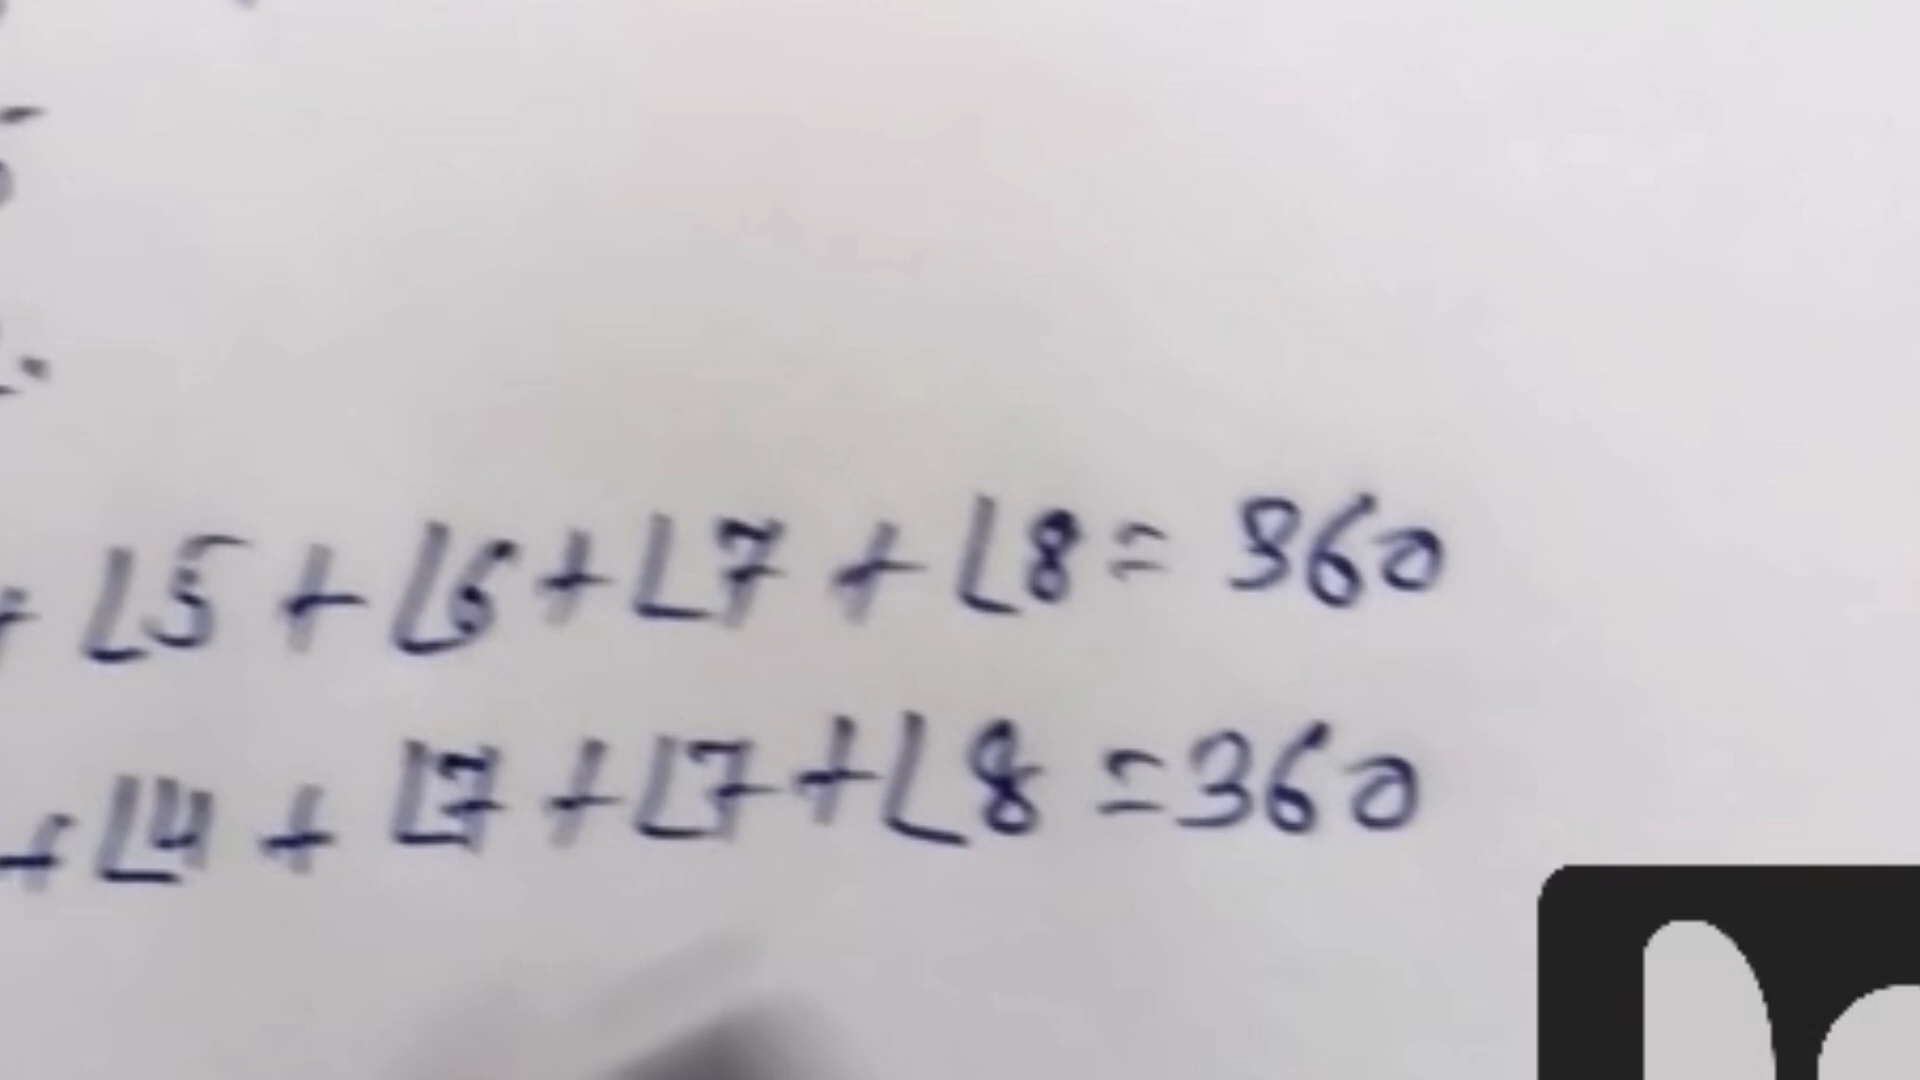 + ∠5 + ∠6 + ∠7 + ∠8 = 360
+ ∠4 + ∠7 + ∠7 + ∠8 = 360